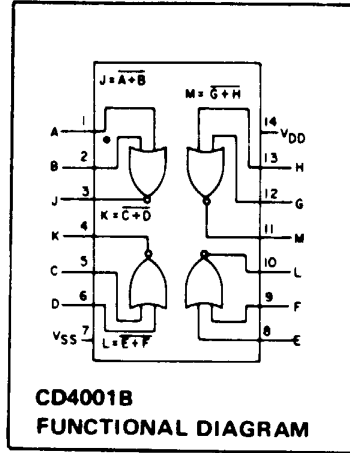 J = A+B
M = G+H
A 1
14 VDD
B 2
13 H
J 3
12 G
K = C+D
K 4
11 M
C 5
10 L
D 6
9 F
L = E+F
VSS 7
8 E
CD4001B
FUNCTIONAL DIAGRAM